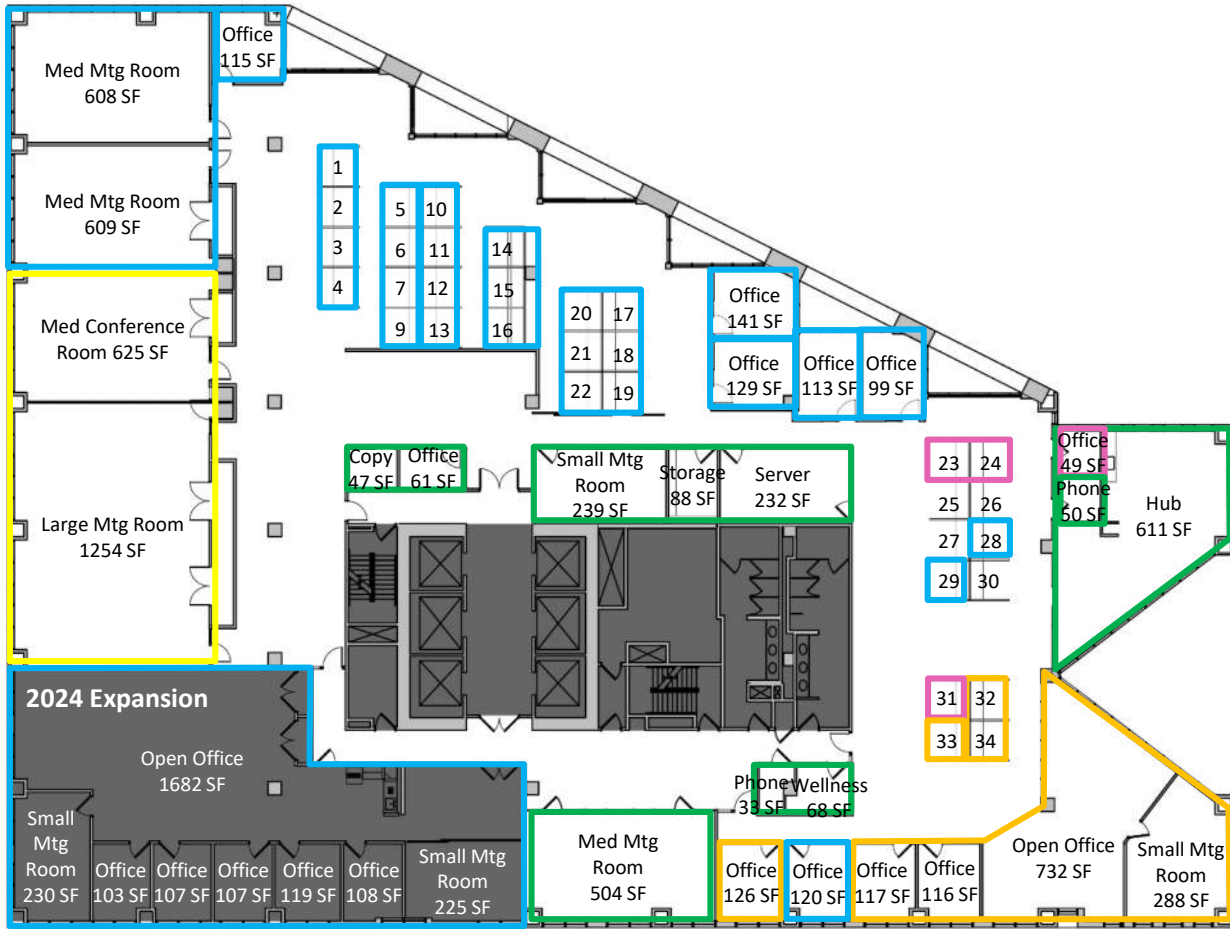 Office
115 SF
Med Mtg Room
608 SF
Med Mtg Room
609 SF
1
2
3
4
5
6
7
9
10
11
12
13
14
15
16
20
21
22
17
18
19
Office
141 SF
Office
129 SF
Office
113 SF
Office
99 SF
Med Conference
Room 625 SF
Large Mtg Room
1254 SF
Copy
47 SF
Office
61 SF
Small Mtg
Room
239 SF
Storage
88 SF
Server
232 SF
23
24
25
26
27
28
29
30
Office
49 SF
Phone
50 SF
Hub
611 SF
31
32
33
34
2024 Expansion
Open Office
1682 SF
Small
Mtg
Room
230 SF
Office
103 SF
Office
107 SF
Office
107 SF
Office
119 SF
Office
108 SF
Small Mtg
Room
225 SF
Med Mtg
Room
504 SF
Phone
33 SF
Wellness
68 SF
Office
126 SF
Office
120 SF
Office
117 SF
Office
116 SF
Open Office
732 SF
Small Mtg
Room
288 SF